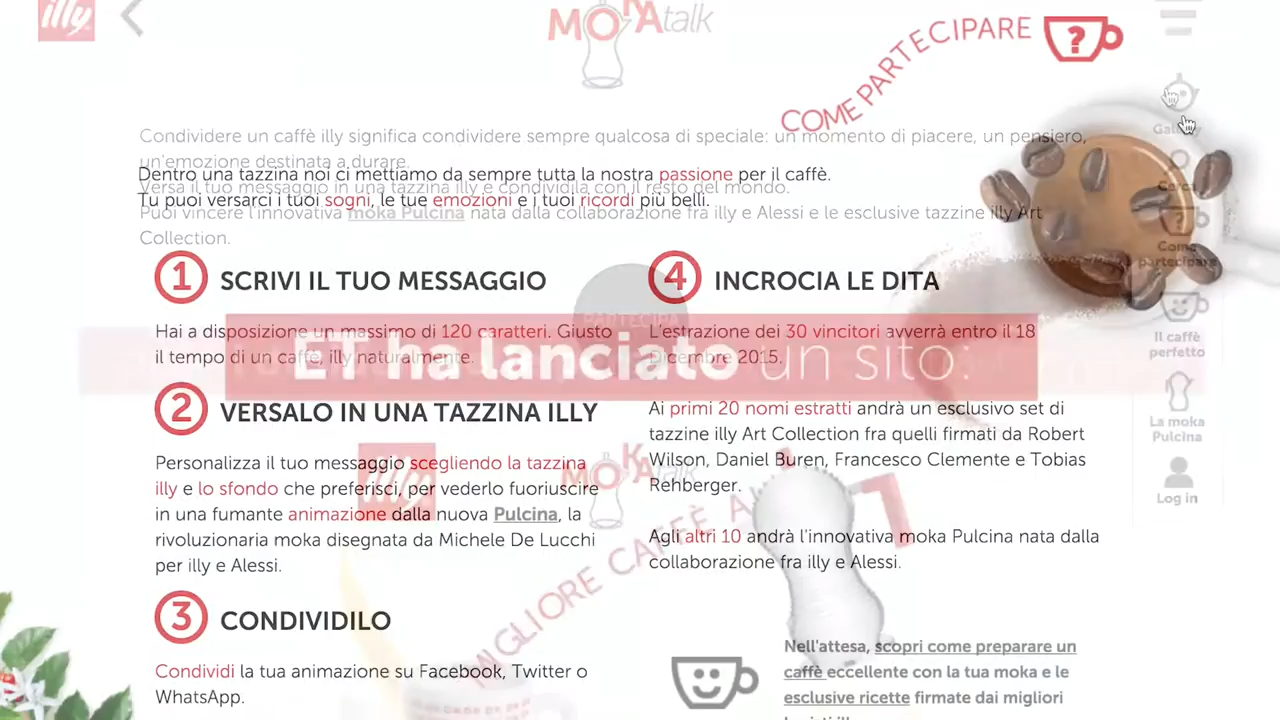 illy
MOKAtalk
COME PARTECIPARE
?
Condividere un caffè illy significa condividere sempre qualcosa di speciale: un momento di piacere, un pensiero,
un'emozione destinata a durare.
Dentro una tazzina noi ci mettiamo da sempre tutta la nostra passione per il caffè.
Versa il tuo messaggio in una tazzina illy e condividila con il resto del mondo.
Tu puoi versarci i tuoi sogni, le tue emozioni e i tuoi ricordi più belli.
Puoi vincere l'innovativa moka Pulcina nata dalla collaborazione fra illy e Alessi e le esclusive tazzine illy Art
Collection.
1 SCRIVI IL TUO MESSAGGIO
Hai a disposizione un massimo di 120 caratteri. Giusto
il tempo di un caffè, illy naturalmente.
2 VERSALO IN UNA TAZZINA ILLY
Personalizza il tuo messaggio scegliendo la tazzina
illy e lo sfondo che preferisci, per vederlo fuoriuscire
in una fumante animazione dalla nuova Pulcina, la
rivoluzionaria moka disegnata da Michele De Lucchi
per illy e Alessi.
3 CONDIVIDILO
Condividi la tua animazione su Facebook, Twitter o
WhatsApp.
4 INCROCIA LE DITA
L'estrazione dei 30 vincitori avverrà entro il 18
Dicembre 2015.
Ai primi 20 nomi estratti andrà un esclusivo set di
tazzine illy Art Collection fra quelli firmati da Robert
Wilson, Daniel Buren, Francesco Clemente e Tobias
Rehberger.
Agli altri 10 andrà l'innovativa moka Pulcina nata dalla
collaborazione fra illy e Alessi.
Nell'attesa, scopri come preparare un
caffè eccellente con la tua moka e le
esclusive ricette firmate dai migliori
PARTECIPA
ET ha lanciato un sito:
illy
MOKAtalk
MIGLIORE CAFFÈ A
Cerca
Come
partecipare
Il caffè
perfetto
La moka
Pulcina
Log in